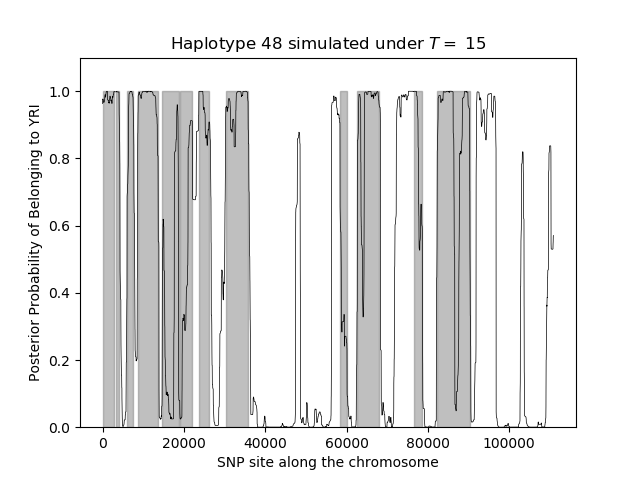 Haplotype 48 simulated under T = 15
Posterior Probability of Belonging to YRI
1.0
0.8
0.6
0.4
0.2
0.0
0 20000 40000 60000 80000 100000
SNP site along the chromosome